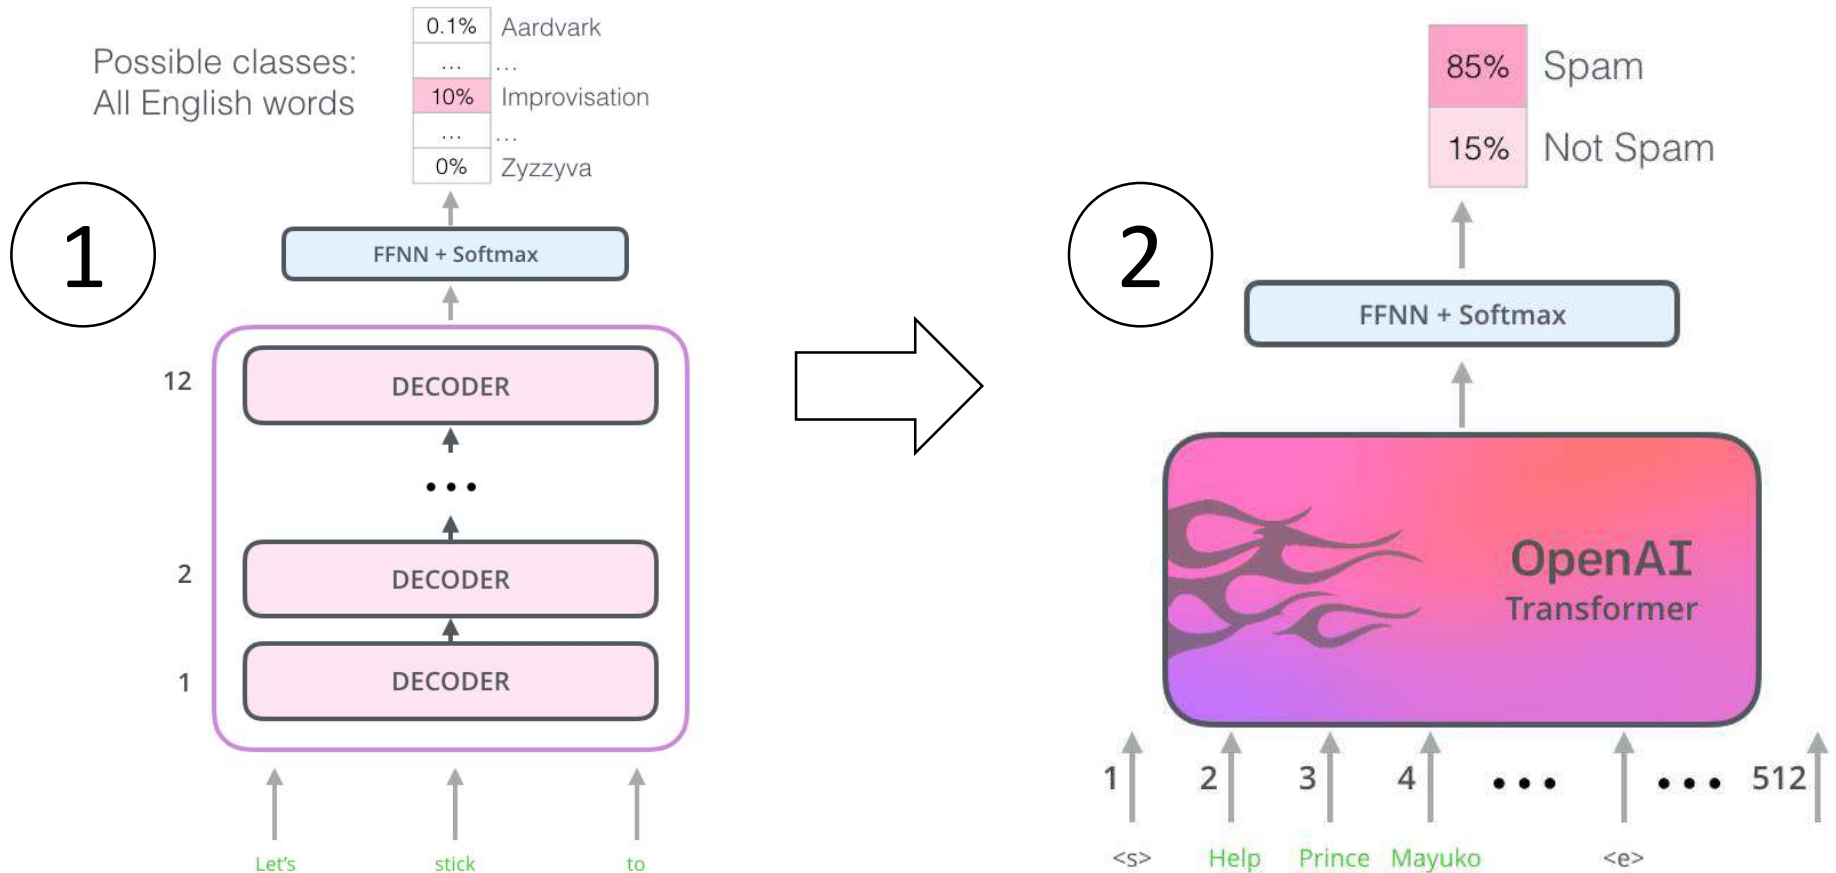 Possible classes:
All English words
0.1% Aardvark
... ...
10% Improvisation
... ...
0% Zyzzyva
1
FFNN + Softmax
12 DECODER
...
2 DECODER
1 DECODER
Let's stick to
2
85% Spam
15% Not Spam
FFNN + Softmax
OpenAI
Transformer
1 2 3 4 ... ... 512
<s> Help Prince Mayuko <e>